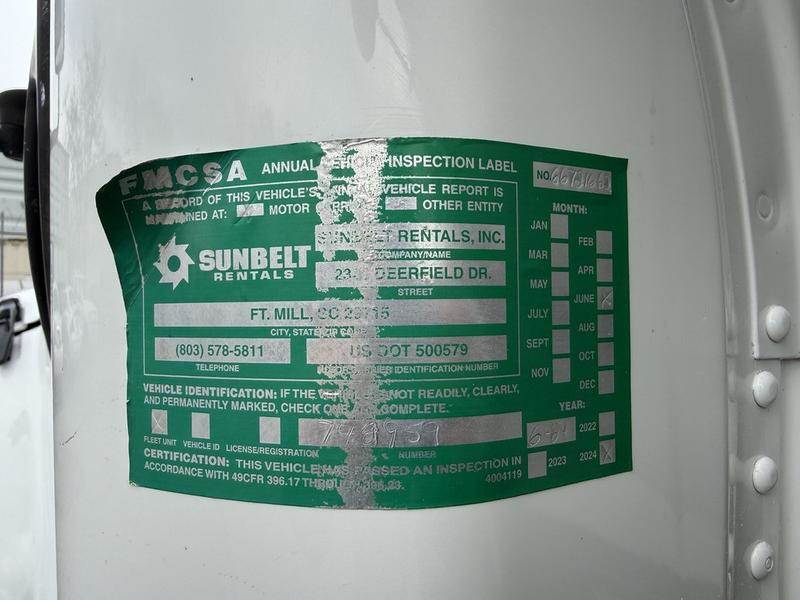 FMCSA ANNUAL VEHICLE INSPECTION LABEL NO.
A RECORD OF THIS VEHICLE'S ANNUAL VEHICLE REPORT IS
MAINTAINED AT: MOTOR CARRIER OTHER ENTITY
SUNBELT RENTALS
SUNBELT RENTALS, INC.
COMPANY/NAME
DEERFIELD DR.
STREET
FT. MILL, SC 29715
CITY, STATE, ZIP CODE
(803) 578-5811
TELEPHONE
US DOT 500579
MOTOR CARRIER IDENTIFICATION NUMBER
MONTH:
JAN
FEB
MAR
APR
MAY
JUNE X
JULY
AUG
SEPT
OCT
NOV
DEC
VEHICLE IDENTIFICATION: IF THE VEHICLE IS NOT READILY, CLEARLY,
AND PERMANENTLY MARKED, CHECK ONE AND COMPLETE.
X
FLEET UNIT VEHICLE ID LICENSE/REGISTRATION NUMBER
YEAR:
2022
2023
2024 X
CERTIFICATION: THIS VEHICLE HAS PASSED AN INSPECTION IN
ACCORDANCE WITH 49CFR 396.17 THROUGH 396.23.
4004119